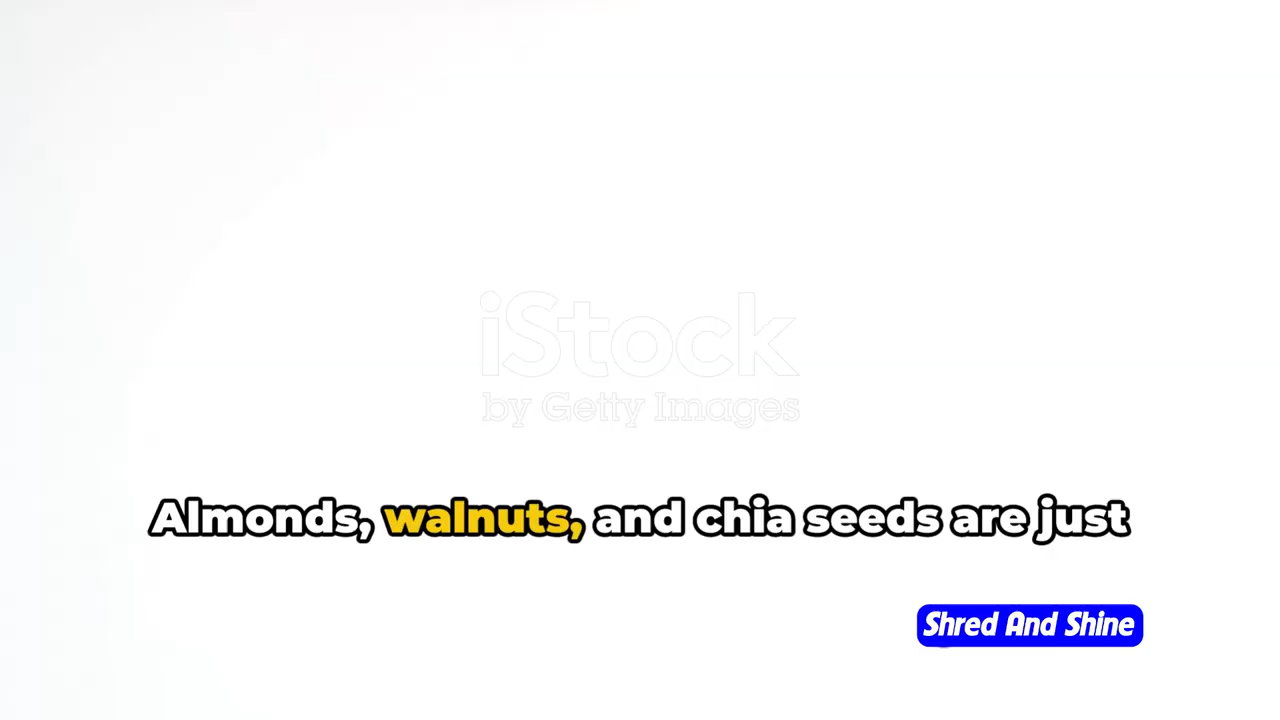 iStock
by Getty Images
Almonds, walnuts, and chia seeds are just
Shred And Shine